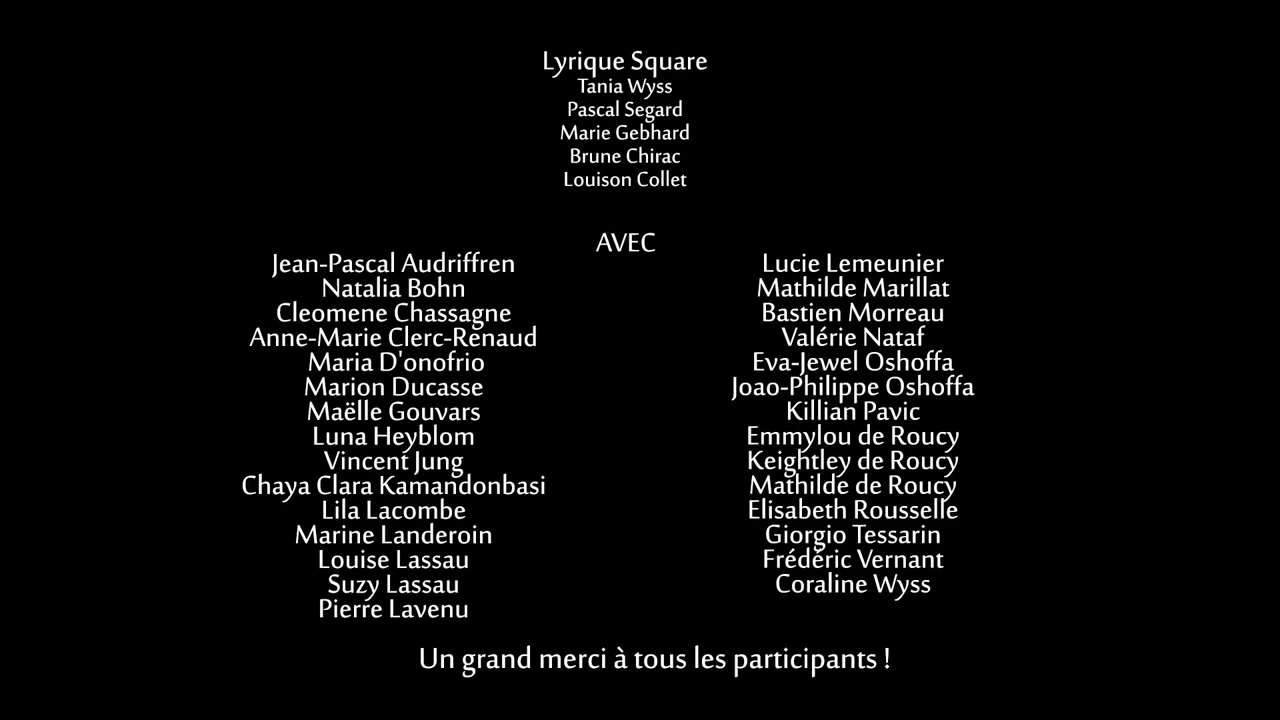 Lyrique Square
Tania Wyss
Pascal Segard
Marie Gebhard
Brune Chirac
Louison Collet
AVEC
Jean-Pascal Audriffren
Natalia Bohn
Cleomene Chassagne
Anne-Marie Clerc-Renaud
Maria D'onofrio
Marion Ducasse
Maëlle Gouvars
Luna Heyblom
Vincent Jung
Chaya Clara Kamandonbasi
Lila Lacombe
Marine Landeroin
Louise Lassau
Suzy Lassau
Pierre Lavenu
Lucie Lemeunier
Mathilde Marillat
Bastien Morreau
Valérie Nataf
Eva-Jewel Oshoffa
Joao-Philippe Oshoffa
Killian Pavic
Emmylou de Roucy
Keightley de Roucy
Mathilde de Roucy
Elisabeth Rousselle
Giorgio Tessarin
Frédéric Vernant
Coraline Wyss
Un grand merci à tous les participants !